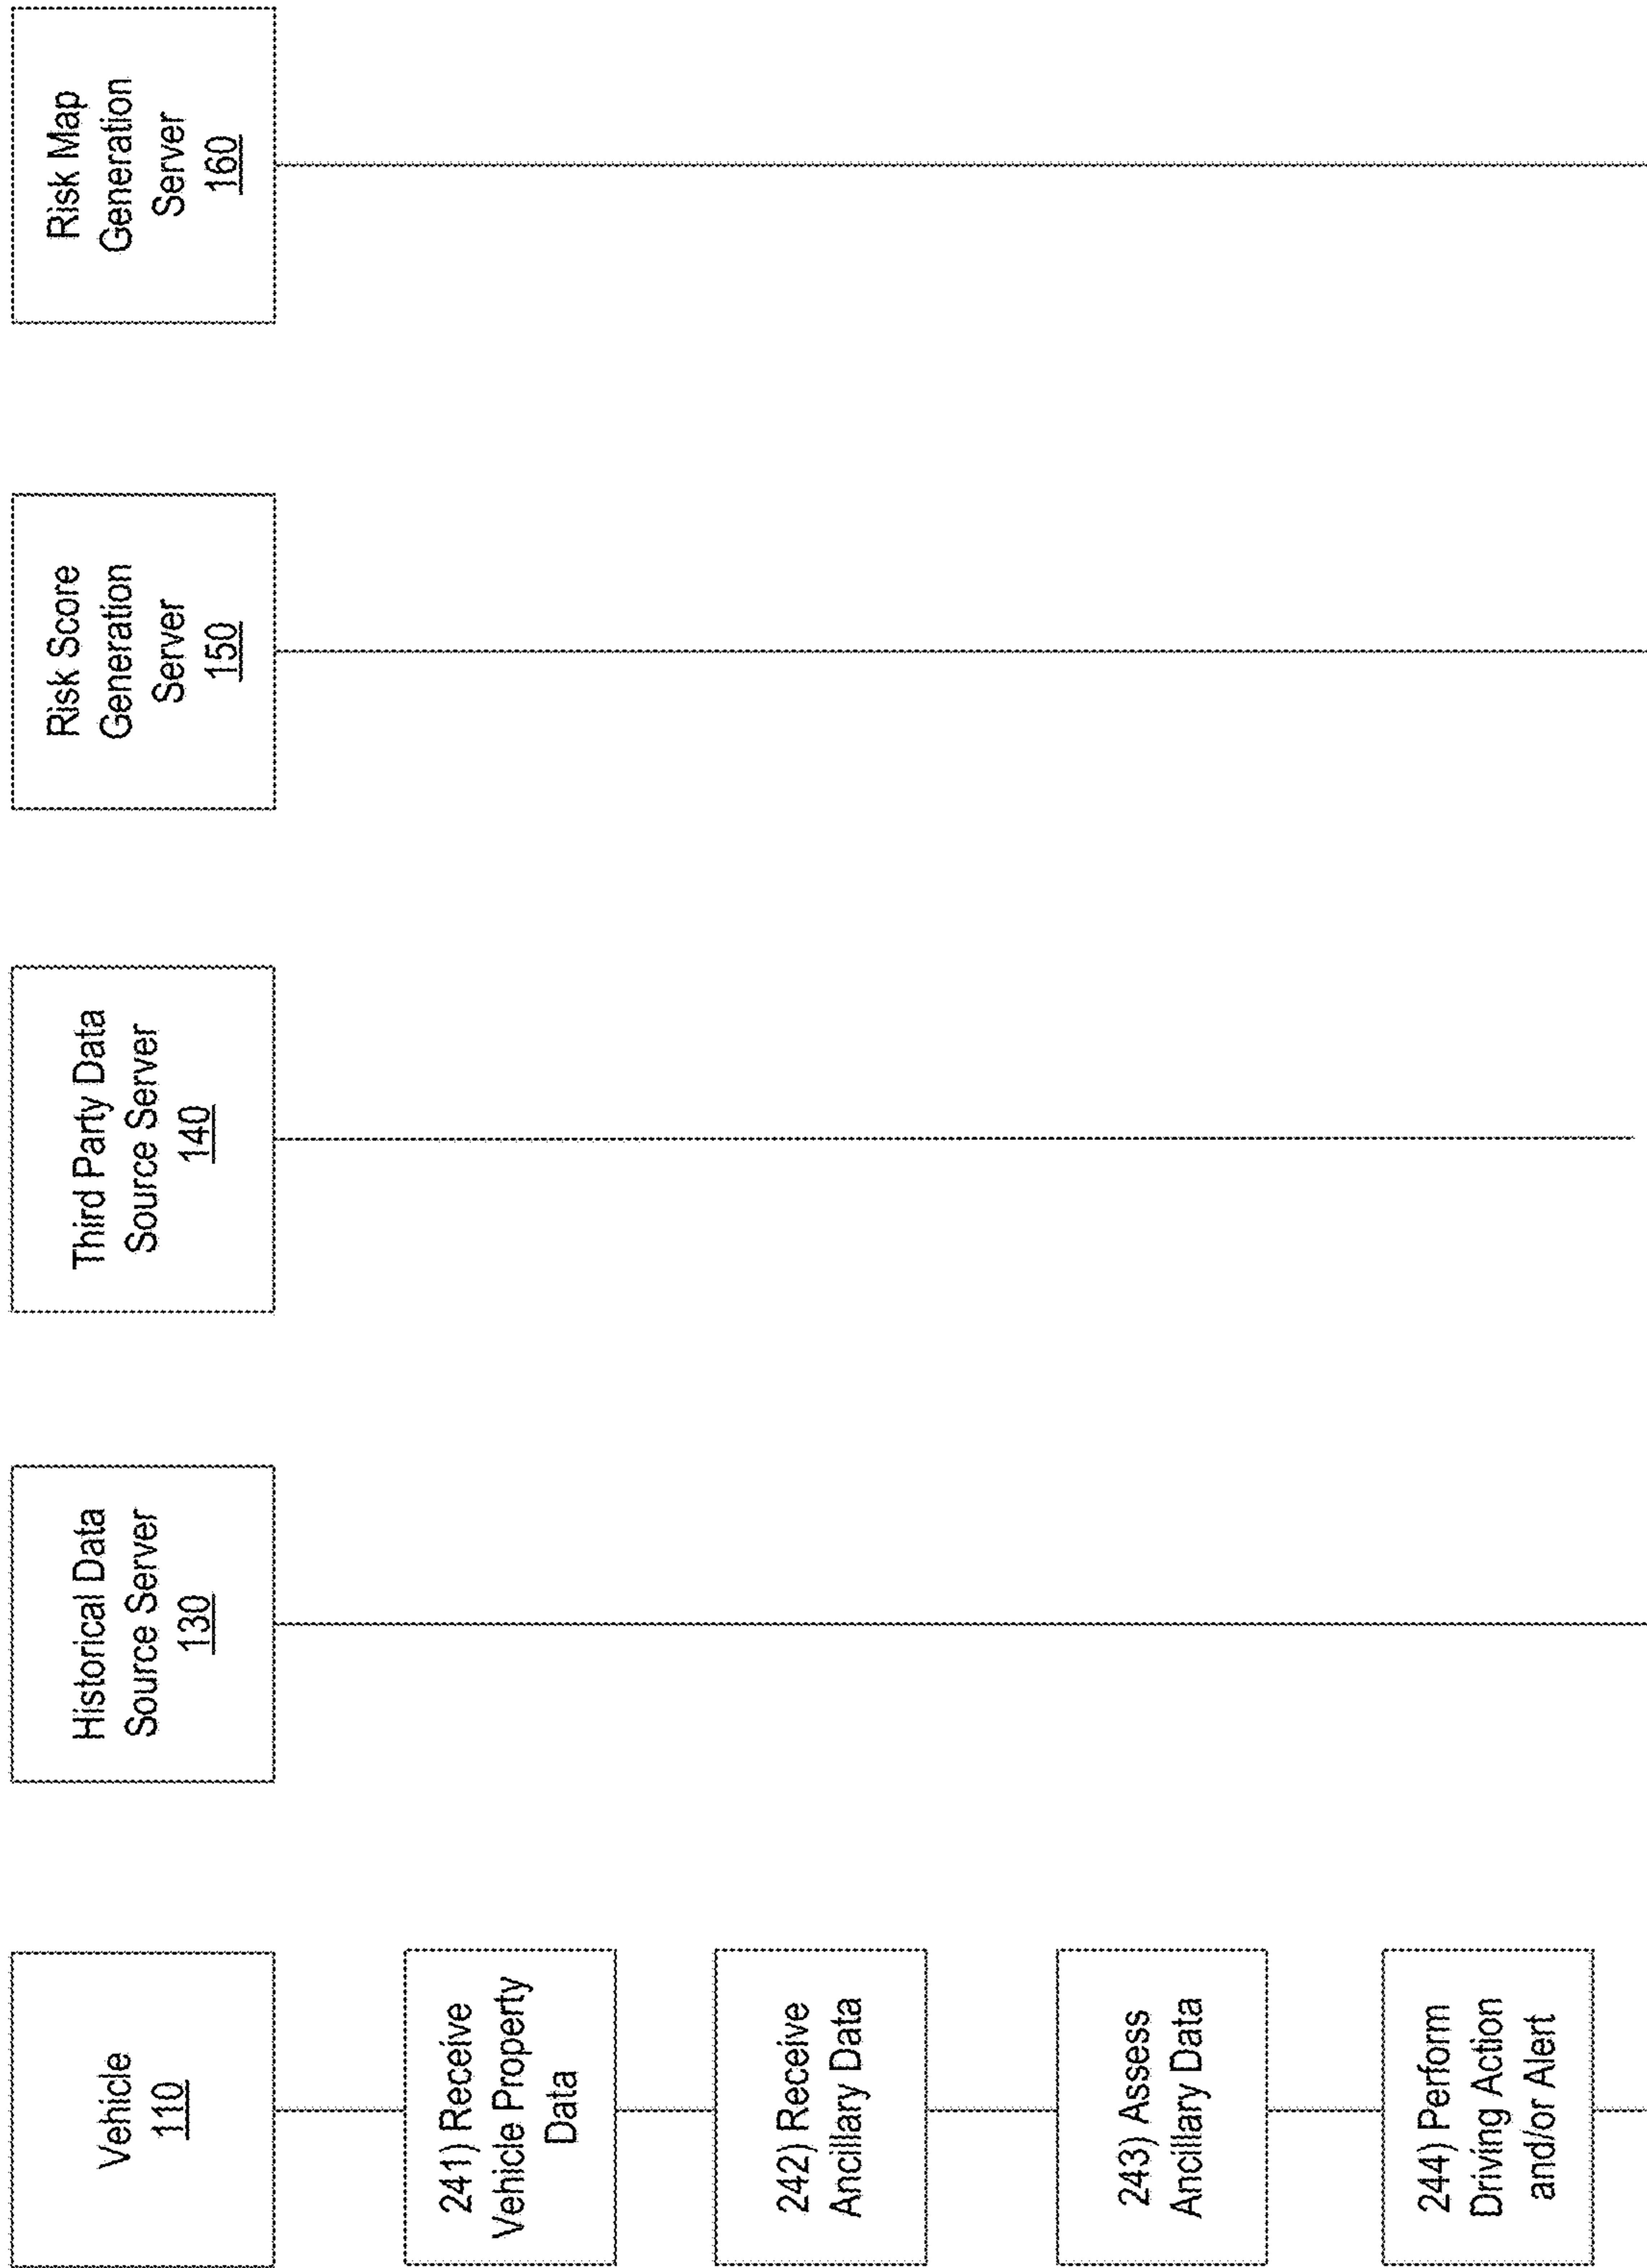 Vehicle
110
Historical Data
Source Server
130
Third Party Data
Source Server
140
Risk Score
Generation
Server
150
Risk Map
Generation
Server
160
241) Receive
Vehicle Property
Data
242) Receive
Ancillary Data
243) Assess
Ancillary Data
244) Perform
Driving Action
and/or Alert